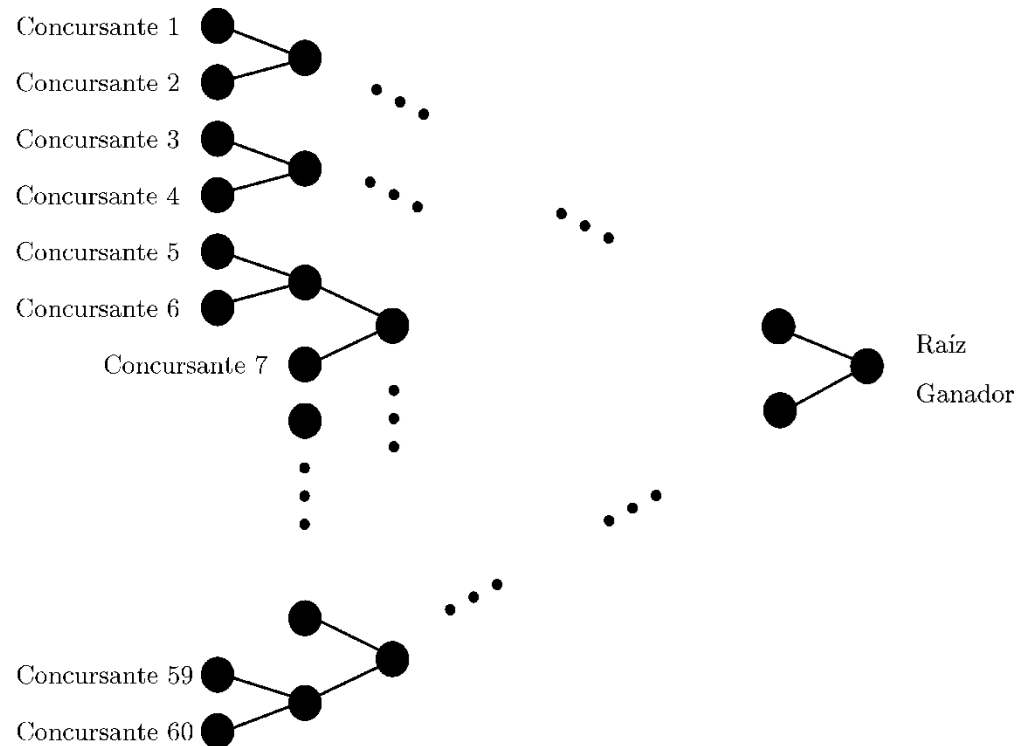 Concursante 1
Concursante 2
Concursante 3
Concursante 4
Concursante 5
Concursante 6
Concursante 7
Raíz
Ganador
Concursante 59
Concursante 60